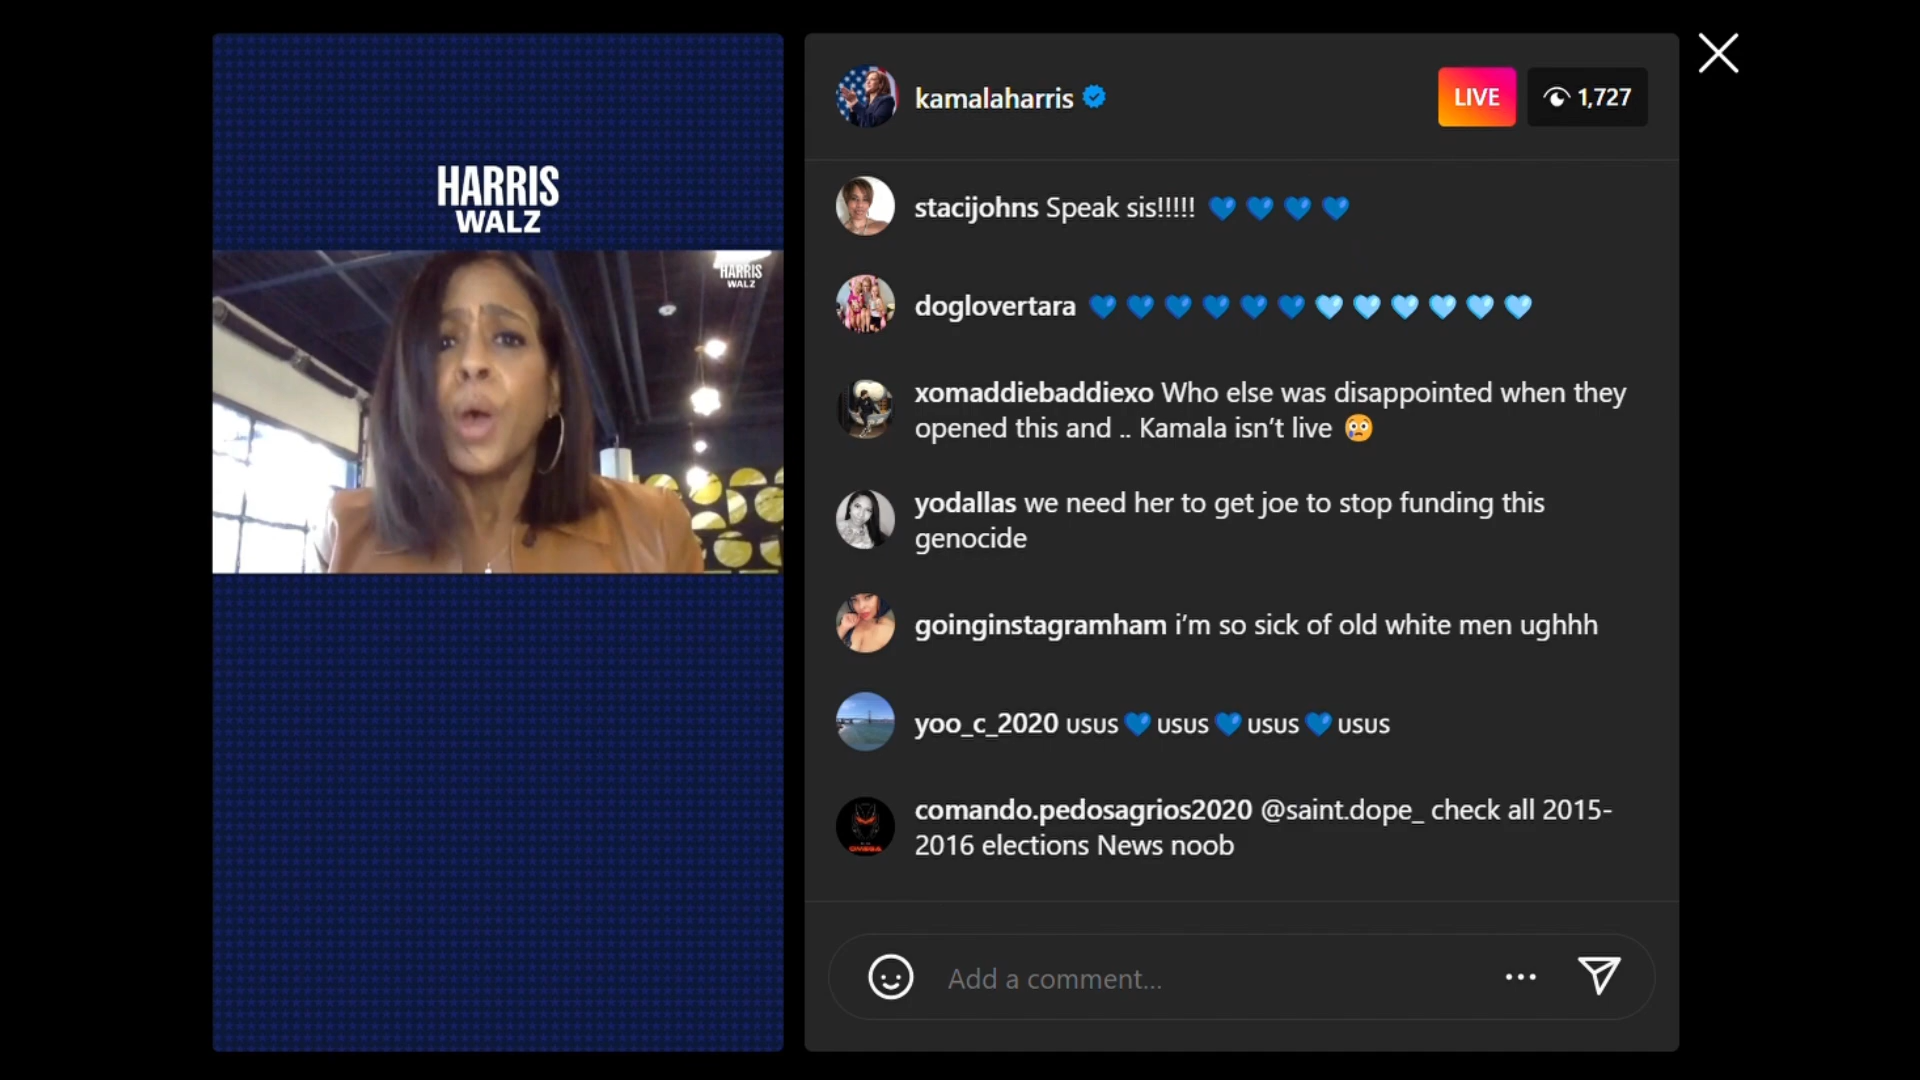 HARRIS
WALZ
HARRIS
WALZ
kamalaharris
LIVE
1,727
stacijohns Speak sis!!!!! 💙 💙 💙 💙
doglovertara 💙 💙 💙 💙 💙 💙 🩵 🩵 🩵 🩵 🩵 🩵
xomaddiebaddiexo Who else was disappointed when they
opened this and .. Kamala isn’t live 😢
yodallas we need her to get joe to stop funding this
genocide
goinginstagramham i’m so sick of old white men ughhh
yoo_c_2020 usus💙usus💙usus💙usus
comando.pedosagrios2020 @saint.dope_ check all 2015-
2016 elections News noob
OMEGA
Add a comment...